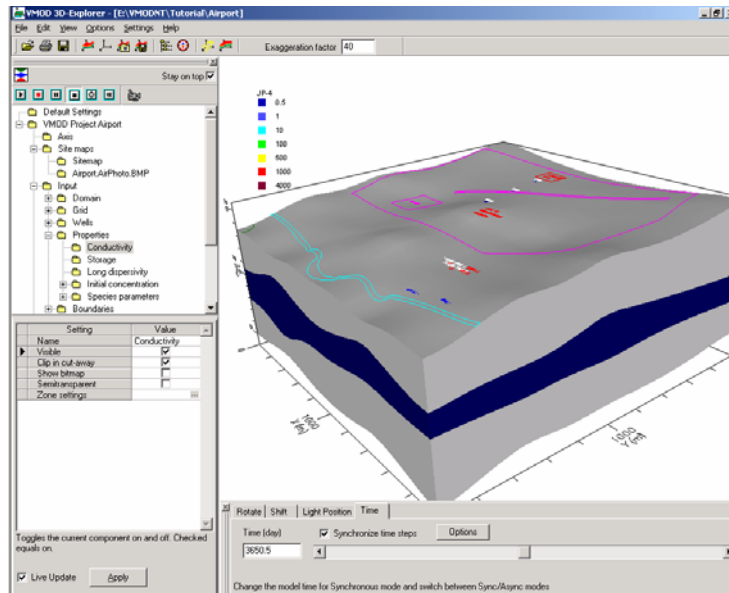 VMOD 3D-Explorer - [E:\VMODNT\Tutorial\Airport]
File Edit View Options Settings Help
Exaggeration factor 40
Stay on top
Default Settings
VMOD Project Airport
Axis
Site maps
Sitemap
Airport.AirPhoto.BMP
Input
Domain
Grid
Wells
Properties
Conductivity
Storage
Long dispersivity
Initial concentration
Species parameters
Boundaries
Setting Value
Name Conductivity
Visible
Clip in cut-away
Show bitmap
Semitransparent
Zone settings ...
Toggles the current component on and off. Checked
equals on.
Live Update Apply
JP-4
0.5
1
10
100
500
1000
4000
0
X (m)
1000
1000
Y (m)
Rotate Shift Light Position Time
Time (day) Synchronize time steps Options
3650.5
Change the model time for Synchronous mode and switch between Sync/Async modes